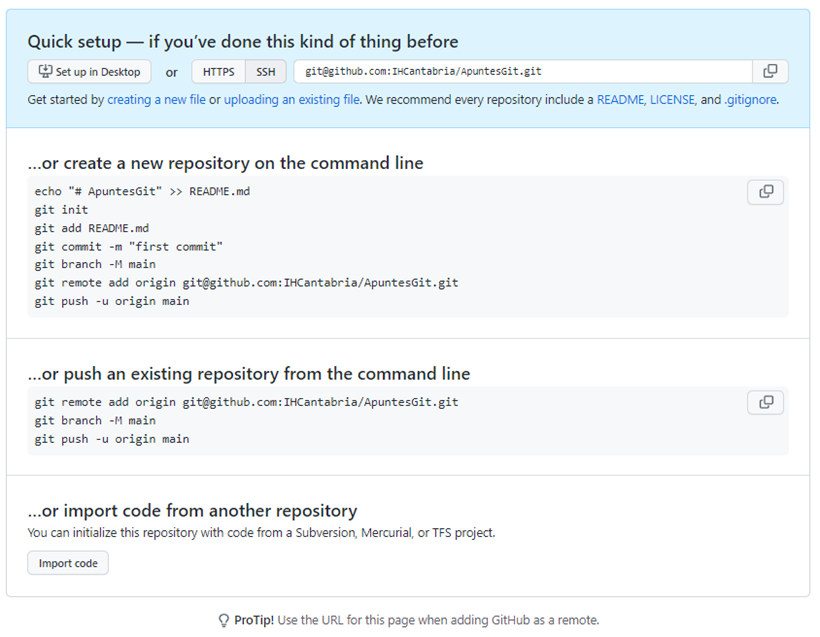 Quick setup — if you've done this kind of thing before
Set up in Desktop or HTTPS SSH git@github.com:IHCantabria/ApuntesGit.git
Get started by creating a new file or uploading an existing file. We recommend every repository include a README, LICENSE, and .gitignore.
...or create a new repository on the command line
echo "# ApuntesGit" >> README.md
git init
git add README.md
git commit -m "first commit"
git branch -M main
git remote add origin git@github.com:IHCantabria/ApuntesGit.git
git push -u origin main
...or push an existing repository from the command line
git remote add origin git@github.com:IHCantabria/ApuntesGit.git
git branch -M main
git push -u origin main
...or import code from another repository
You can initialize this repository with code from a Subversion, Mercurial, or TFS project.
Import code
ProTip! Use the URL for this page when adding GitHub as a remote.